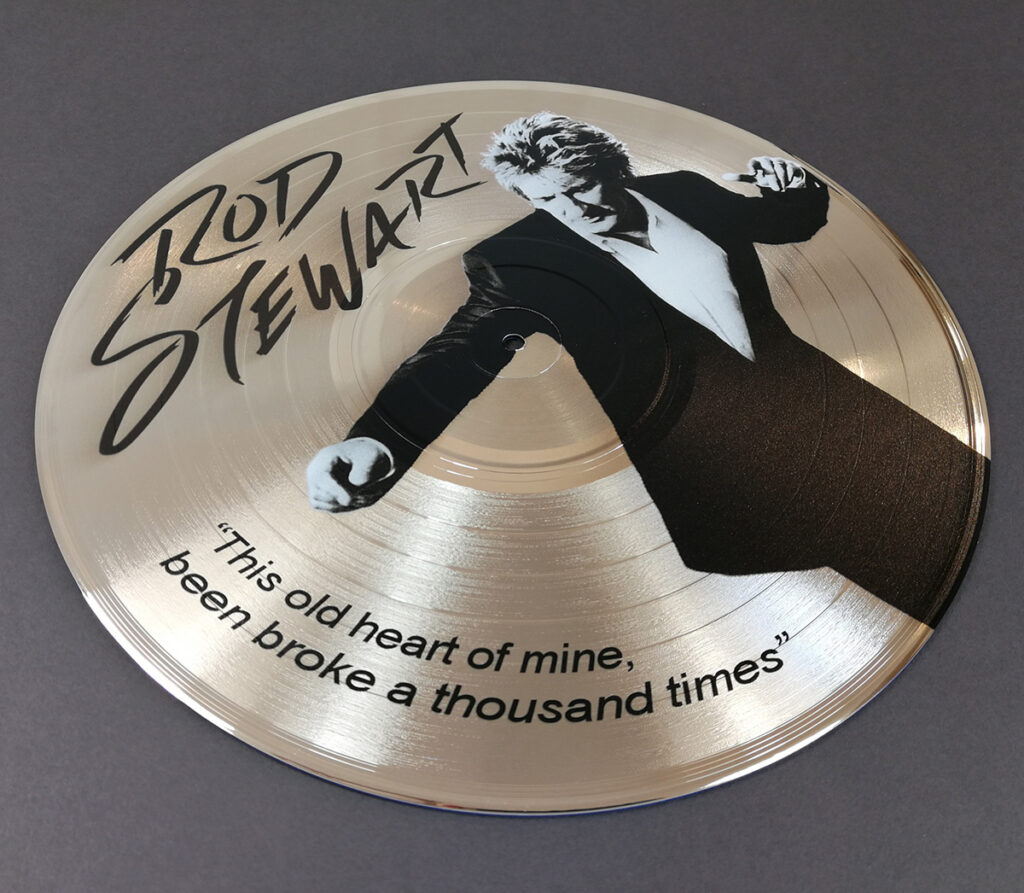 ROD
STEWART
“This old heart of mine,
been broke a thousand times”